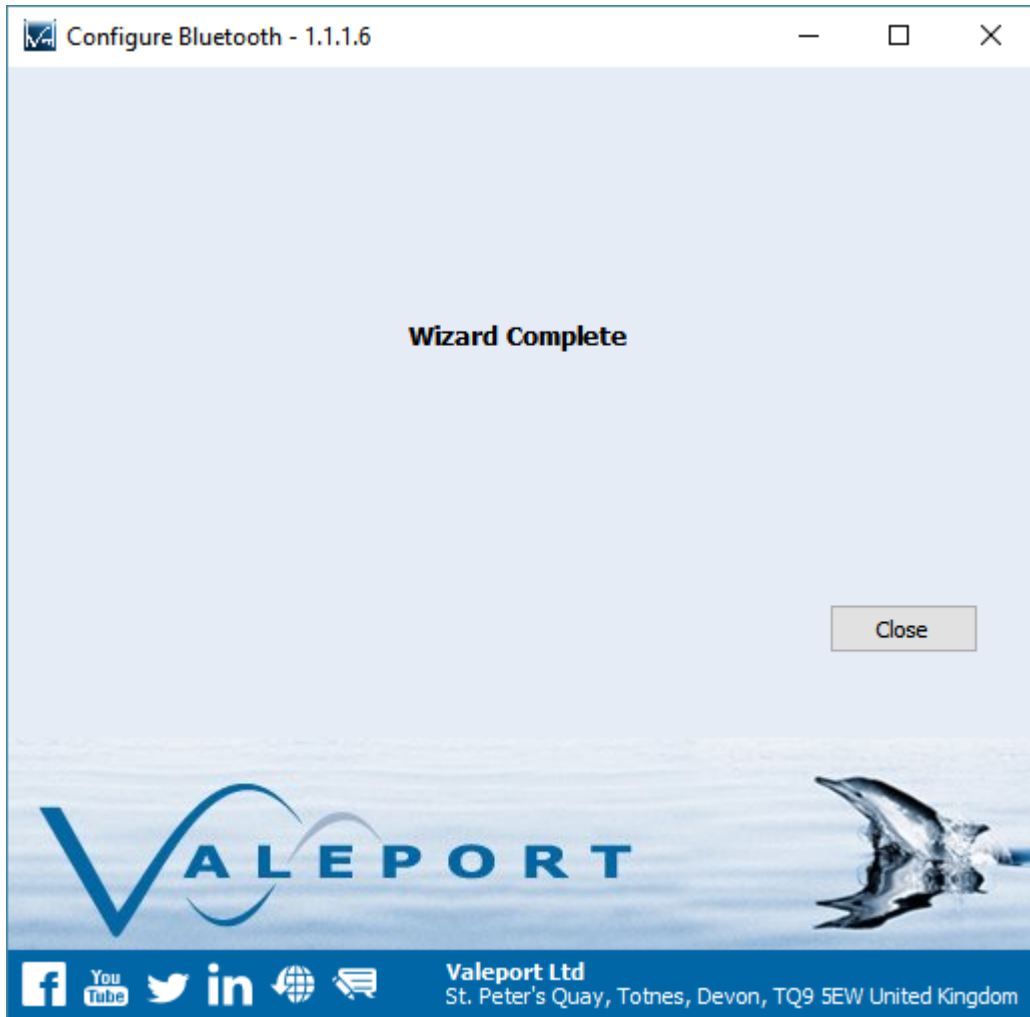 Configure Bluetooth - 1.1.1.6
Wizard Complete
Close
VALEPORT
You
Tube
in
Valeport Ltd
St. Peter's Quay, Totnes, Devon, TQ9 5EW United Kingdom